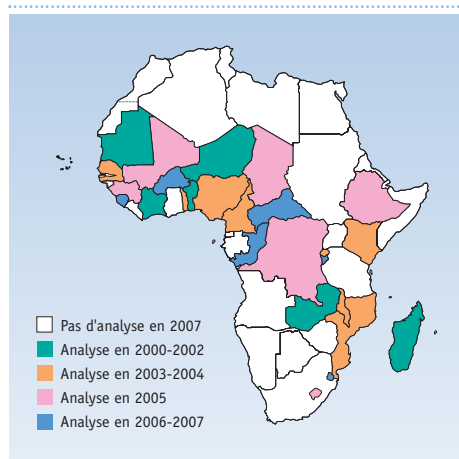 Pas d'analyse en 2007
Analyse en 2000-2002
Analyse en 2003-2004
Analyse en 2005
Analyse en 2006-2007